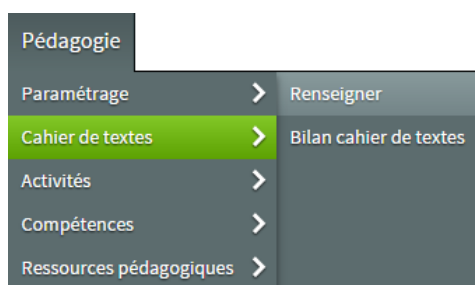 Pédagogie
Paramétrage
Renseigner
Cahier de textes
Bilan cahier de textes
Activités
Compétences
Ressources pédagogiques